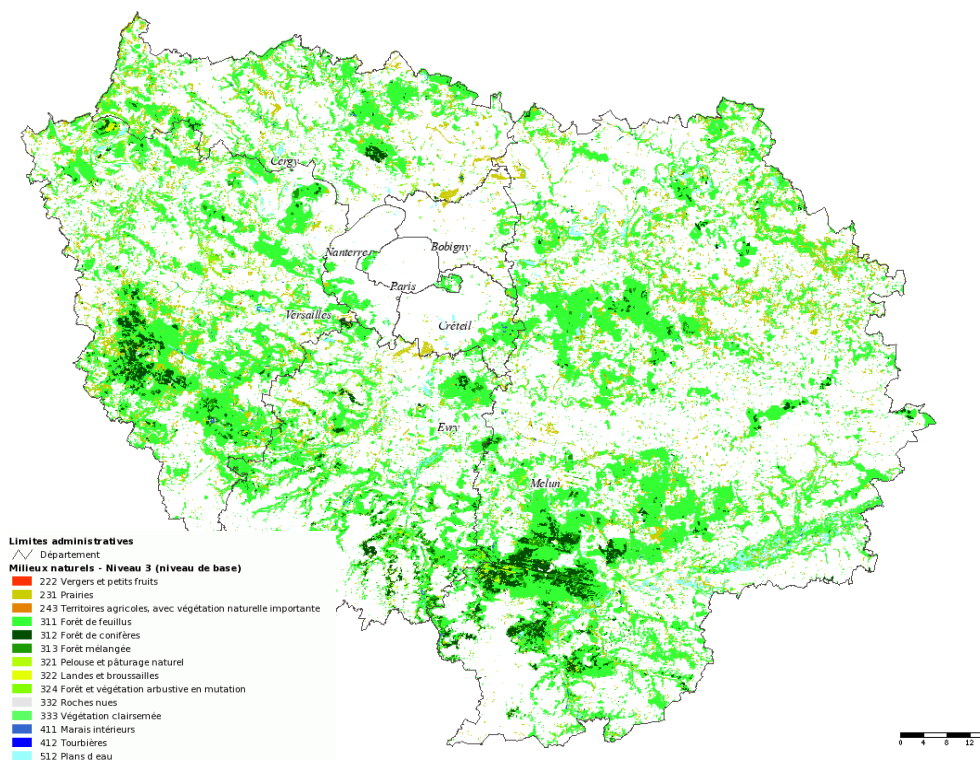 Cergy
Nanterres
Bobigny
Paris
Versailles
Créteil
Evry
Melun
Limites administratives
Département
Milieux naturels - Niveau 3 (niveau de base)
222 Vergers et petits fruits
231 Prairies
243 Territoires agricoles, avec végétation naturelle importante
311 Forêt de feuillus
312 Forêt de conifères
313 Forêt mélangée
321 Pelouse et pâturage naturel
322 Landes et broussailles
324 Forêt et végétation arbustive en mutation
332 Roches nues
333 Végétation clairsemée
411 Marais intérieurs
412 Tourbières
512 Plans d eau
0 4 8 12